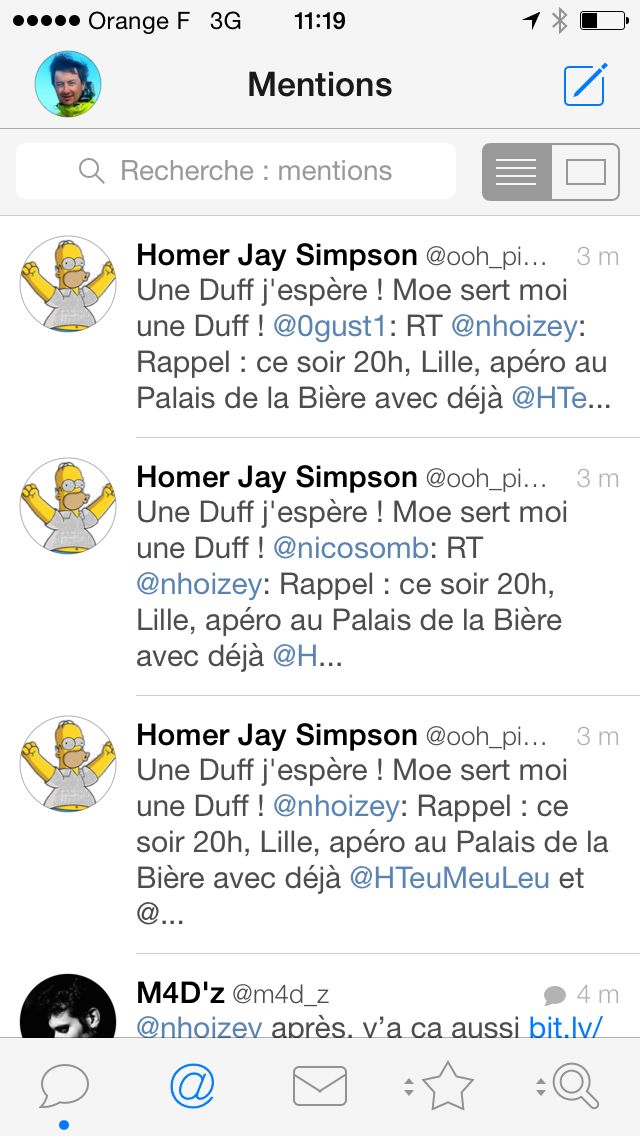 Orange F 3G 11:19
Mentions
Recherche : mentions
Homer Jay Simpson @ooh_pi... 3 m
Une Duff j'espère ! Moe sert moi
une Duff ! @0gust1: RT @nhoizey:
Rappel : ce soir 20h, Lille, apéro au
Palais de la Bière avec déjà @HTe...
Homer Jay Simpson @ooh_pi... 3 m
Une Duff j'espère ! Moe sert moi
une Duff ! @nicosomb: RT
@nhoizey: Rappel : ce soir 20h,
Lille, apéro au Palais de la Bière
avec déjà @H...
Homer Jay Simpson @ooh_pi... 3 m
Une Duff j'espère ! Moe sert moi
une Duff ! @nhoizey: Rappel : ce
soir 20h, Lille, apéro au Palais de la
Bière avec déjà @HTeuMeuLeu et
@...
M4D'z @m4d_z 4 m
@nhoizey après, y’a ça aussi bit.ly/
@